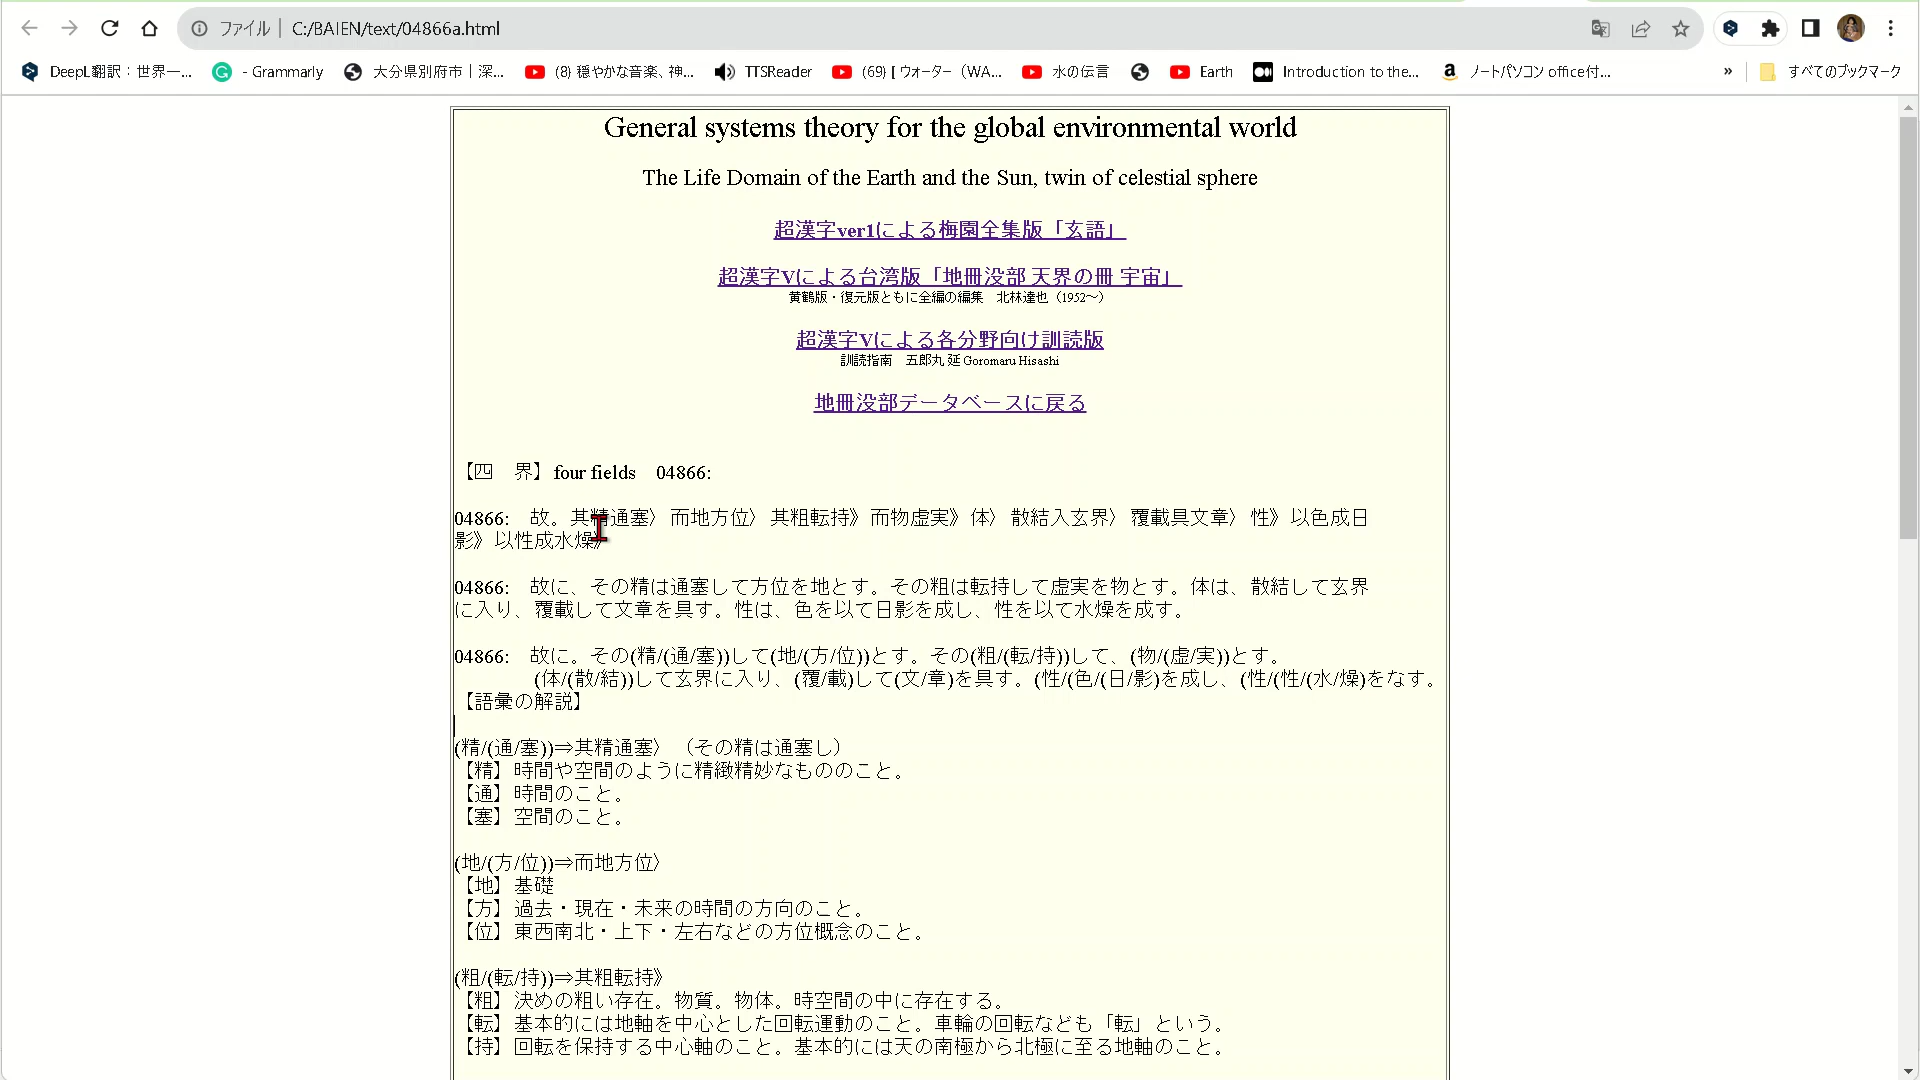 ファイル C:/BAIEN/text/04866a.html
DeepL翻訳：世界一... - Grammarly 大分県別府市｜深... (8) 穏やかな音楽、神... TTSReader (69) [ ウォーター（WA... 水の伝言 Earth Introduction to the... ノートパソコン office付... » すべてのブックマーク
General systems theory for the global environmental world
The Life Domain of the Earth and the Sun, twin of celestial sphere
超漢字ver1による梅園全集版「玄語」
超漢字Vによる台湾版「地冊没部 天界の冊 宇宙」
黄鶴版・復元版ともに全編の編集　北林達也（1952〜）
超漢字Vによる各分野向け訓読版
訓読指南　五郎丸 延 Goromaru Hisashi
地冊没部データベースに戻る
【四　界】four fields　04866:
04866:　故。其精通塞〉而地方位〉其粗転持》而物虚実》体〉散結入玄界〉覆載具文章〉性》以色成日
影》以性成水燥》
04866:　故に、その精は通塞して方位を地とす。その粗は転持して虚実を物とす。体は、散結して玄界
に入り、覆載して文章を具す。性は、色を以て日影を成し、性を以て水燥を成す。
04866:　故に。その(精/(通/塞))して(地/(方/位))とす。その(粗/(転/持))して、(物/(虚/実))とす。
(体/(散/結))して玄界に入り、(覆/載)して(文/章)を具す。(性/(色/(日/影)を成し、(性/(性/(水/燥)をなす。
【語彙の解説】
(精/(通/塞))⇒其精通塞〉（その精は通塞し）
【精】時間や空間のように精緻精妙なもののこと。
【通】時間のこと。
【塞】空間のこと。
(地/(方/位))⇒而地方位〉
【地】基礎
【方】過去・現在・未来の時間の方向のこと。
【位】東西南北・上下・左右などの方位概念のこと。
(粗/(転/持))⇒其粗転持》
【粗】決めの粗い存在。物質。物体。時空間の中に存在する。
【転】基本的には地軸を中心とした回転運動のこと。車輪の回転なども「転」という。
【持】回転を保持する中心軸のこと。基本的には天の南極から北極に至る地軸のこと。